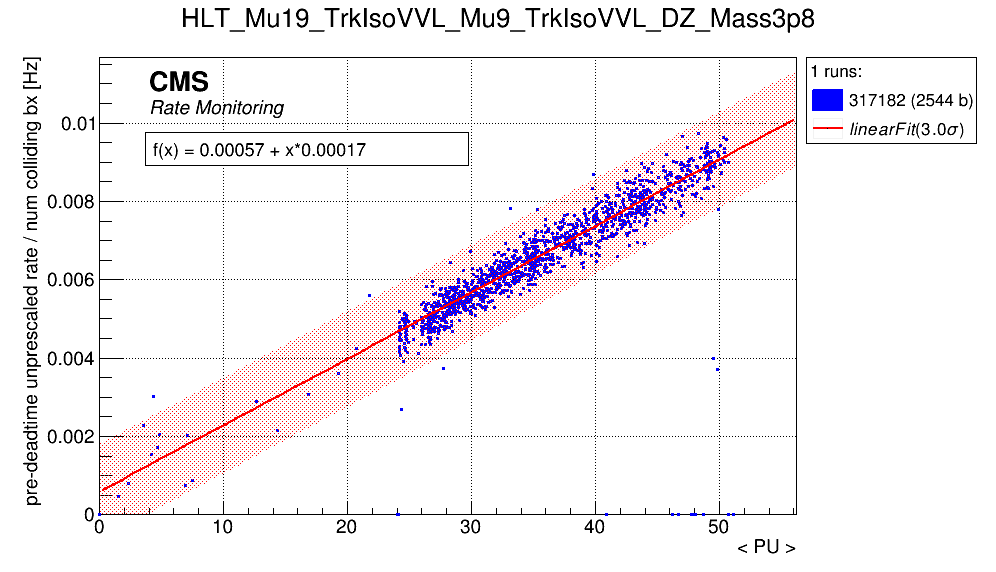 HLT_Mu19_TrkIsoVVL_Mu9_TrkIsoVVL_DZ_Mass3p8
pre-deadtime unprescaled rate / num colliding bx [Hz]
CMS
Rate Monitoring
f(x) = 0.00057 + x*0.00017
1 runs:
317182 (2544 b)
linearFit(3.0σ)
0.01
0.008
0.006
0.004
0.002
0
0
10
20
30
40
50
< PU >